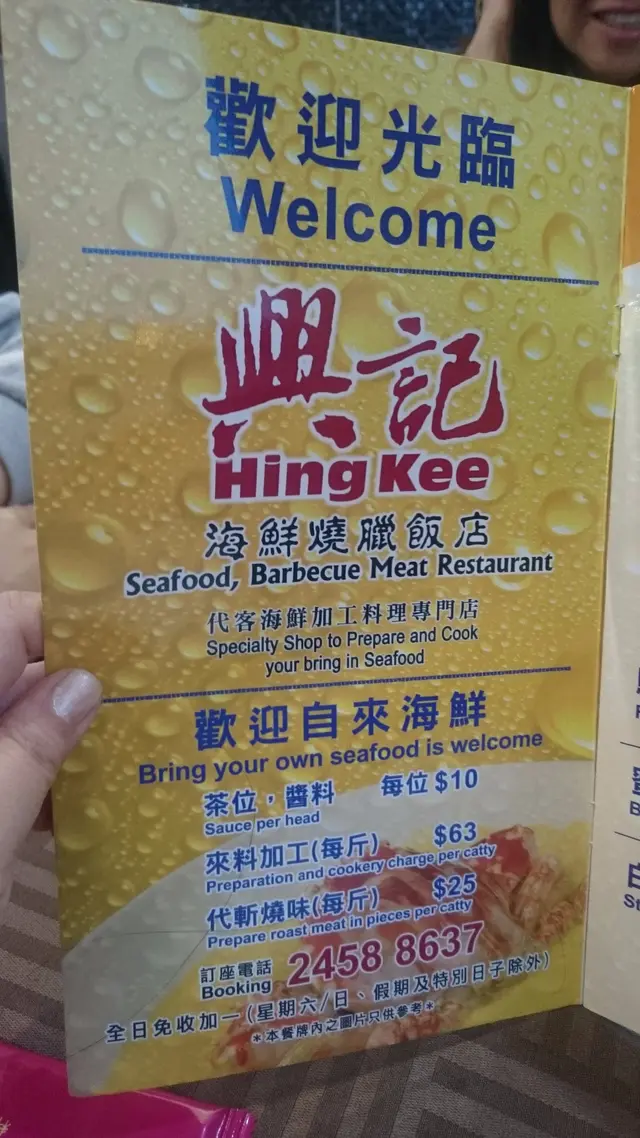 歡迎光臨
Welcome
興記
Hing Kee
海鮮燒臘飯店
Seafood, Barbecue Meat Restaurant
代客海鮮加工料理專門店
Specialty Shop to Prepare and Cook
your bring in Seafood
歡迎自來海鮮
Bring your own seafood is welcome
茶位，醬料 每位 $10
Sauce per head
來料加工(每斤) $63
Preparation and cookery charge per catty
代斬燒味(每斤) $25
Prepare roast meat in pieces per catty
訂座電話 2458 8637
Booking
全日免收加一(星期六/日、假期及特別日子除外)
*本餐牌內之圖片只供參考*